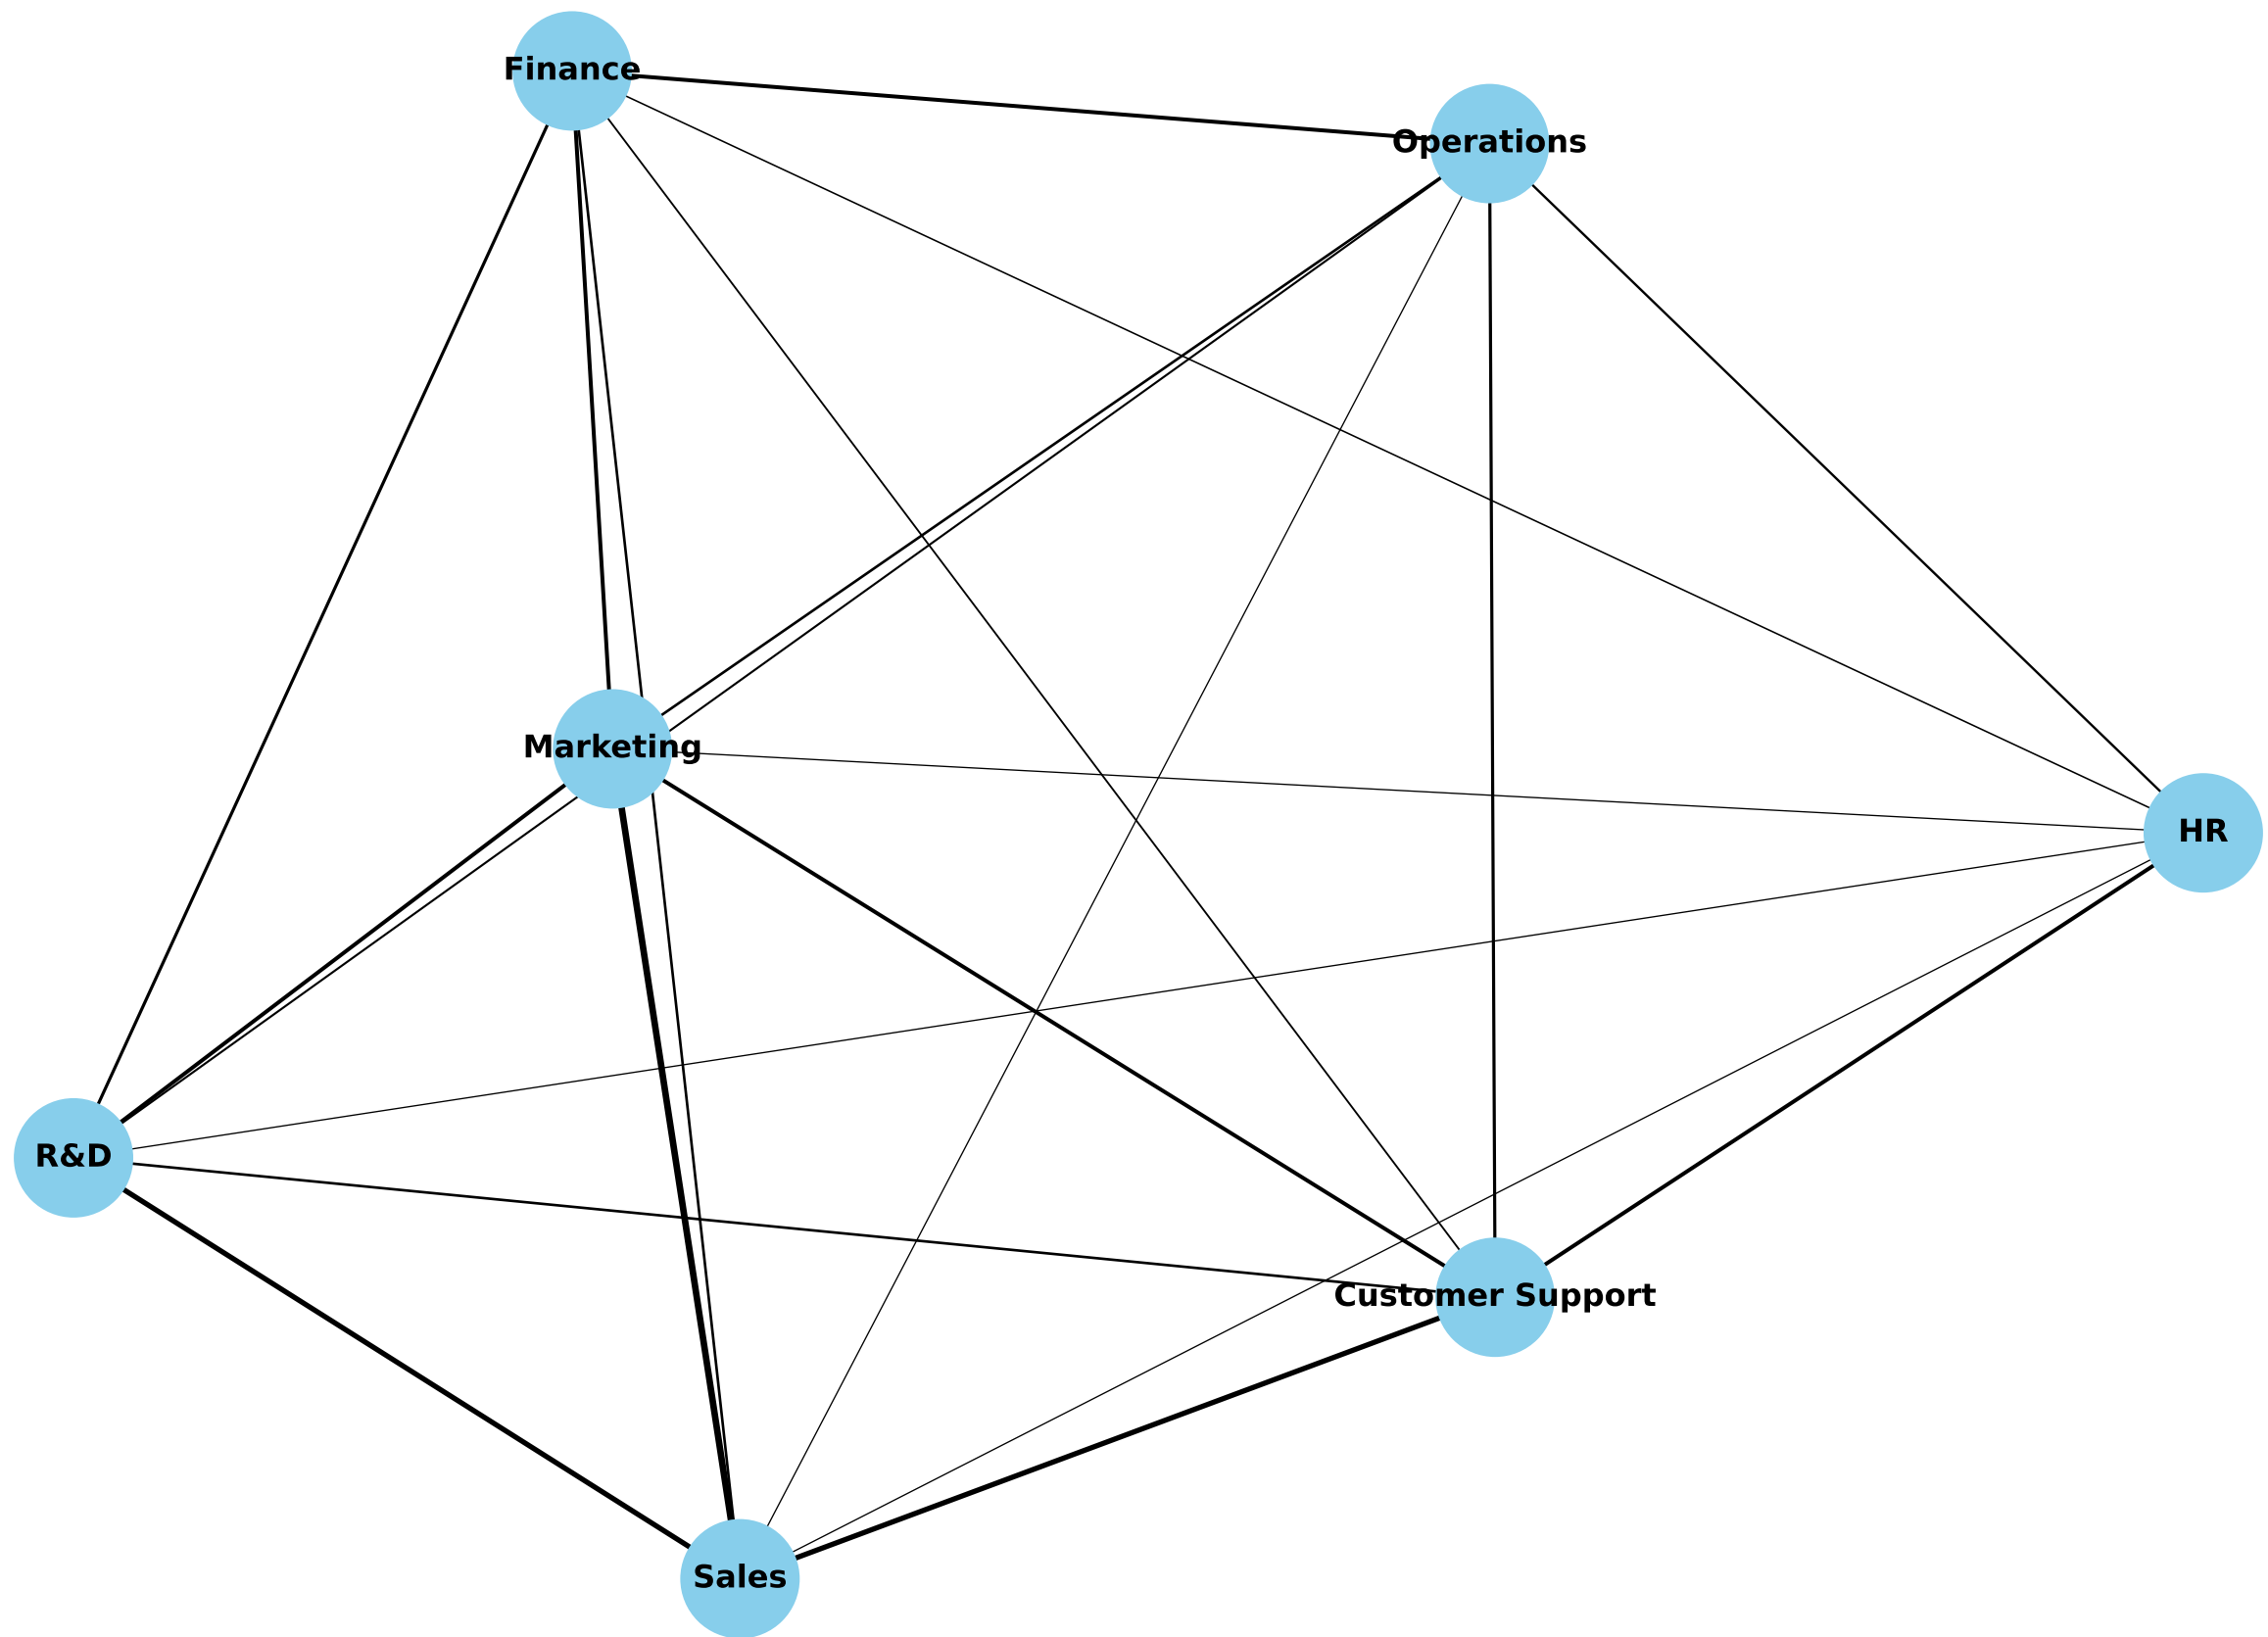 Finance
Operations
Marketing
HR
R&D
Customer Support
Sales